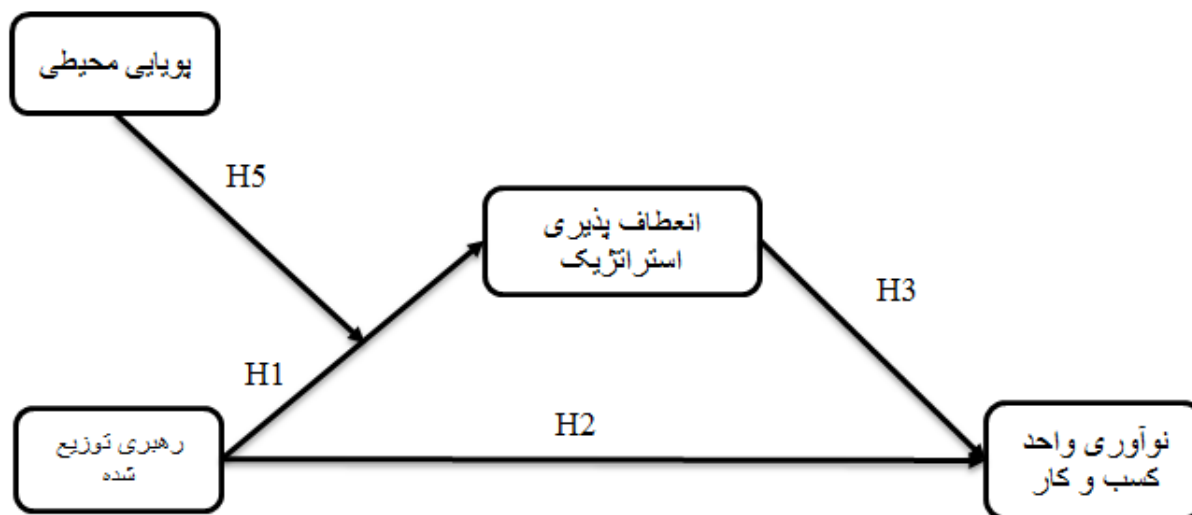 پویایی محیطی
H5
انعطاف پذیری
استراتژیک
H3
H1
H2
رهبری توزیع
شده
نوآوری واحد
کسب و کار